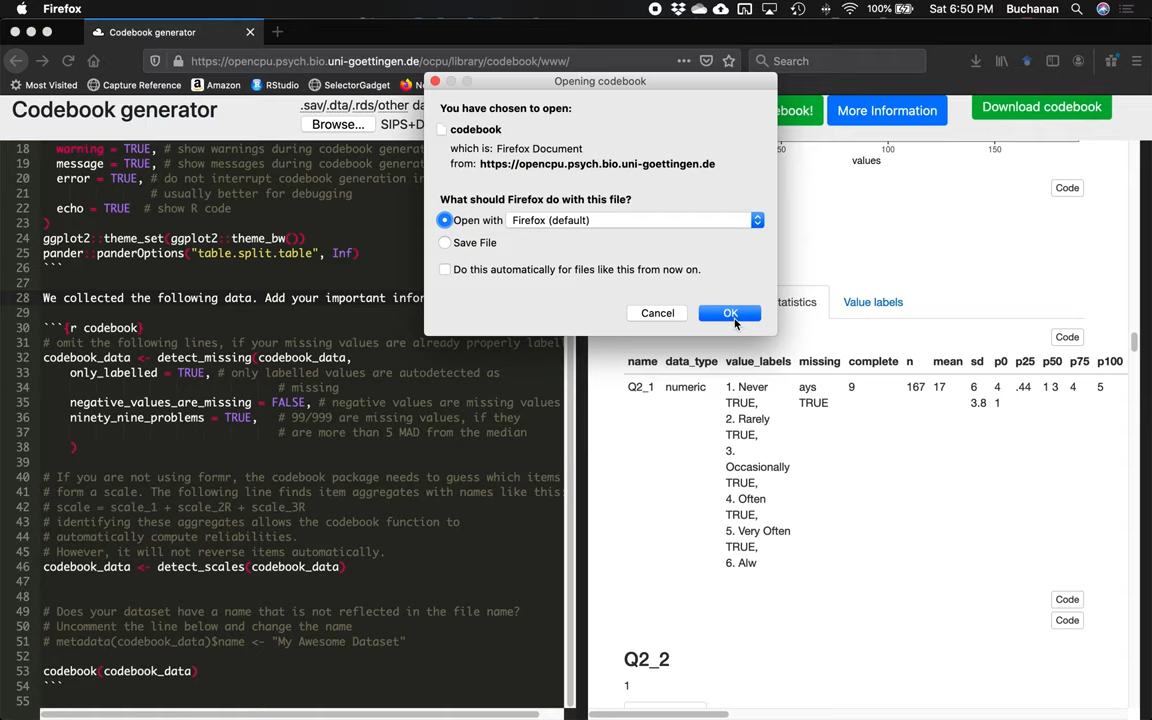 Firefox
100%
Sat 6:50 PM
Buchanan
Codebook generator
https://opencpu.psych.bio.uni-goettingen.de/ocpu/library/codebook/www/
Search
Most Visited
Capture Reference
Amazon
RStudio
SelectorGadget
Codebook generator
.sav/.dta/.rds/other da
Browse...
SIPS+D
book!
More Information
Download codebook
Opening codebook
You have chosen to open:
codebook
which is: Firefox Document
from: https://opencpu.psych.bio.uni-goettingen.de
What should Firefox do with this file?
Open with
Firefox (default)
Save File
Do this automatically for files like this from now on.
Cancel
OK
18 warning = TRUE, # show warnings during codebook generat
19 message = TRUE, # show messages during codebook generat
20 error = TRUE, # do not interrupt codebook generation in
21 # usually better for debugging
22 echo = TRUE # show R code
23 )
24 ggplot2::theme_set(ggplot2::theme_bw())
25 pander::panderOptions("table.split.table", Inf)
26 ```
27
28 We collected the following data. Add your important infor
29
30 ```{r codebook}
31 # omit the following lines, if your missing values are already properly label
32 codebook_data <- detect_missing(codebook_data,
33 only_labelled = TRUE, # only labelled values are autodetected as
34 # missing
35 negative_values_are_missing = FALSE, # negative values are missing values
36 ninety_nine_problems = TRUE, # 99/999 are missing values, if they
37 # are more than 5 MAD from the median
38 )
39
40 # If you are not using formr, the codebook package needs to guess which items
41 # form a scale. The following line finds item aggregates with names like this:
42 # scale = scale_1 + scale_2R + scale_3R
43 # identifying these aggregates allows the codebook function to
44 # automatically compute reliabilities.
45 # However, it will not reverse items automatically.
46 codebook_data <- detect_scales(codebook_data)
47
48
49 # Does your dataset have a name that is not reflected in the file name?
50 # Uncomment the line below and change the name
51 # metadata(codebook_data)$name <- "My Awesome Dataset"
52
53 codebook(codebook_data)
54 ```
55
50
100
150
values
Code
tatistics
Value labels
Code
name data_type value_labels missing complete n mean sd p0 p25 p50 p75 p100
Q2_1 numeric 1. Never ays 9 167 17 6 4 .44 1 3 4 5
TRUE, TRUE 3.8 1
2. Rarely
TRUE,
3.
Occasionally
TRUE,
4. Often
TRUE,
5. Very Often
TRUE,
6. Alw
Code
Code
Q2_2
1